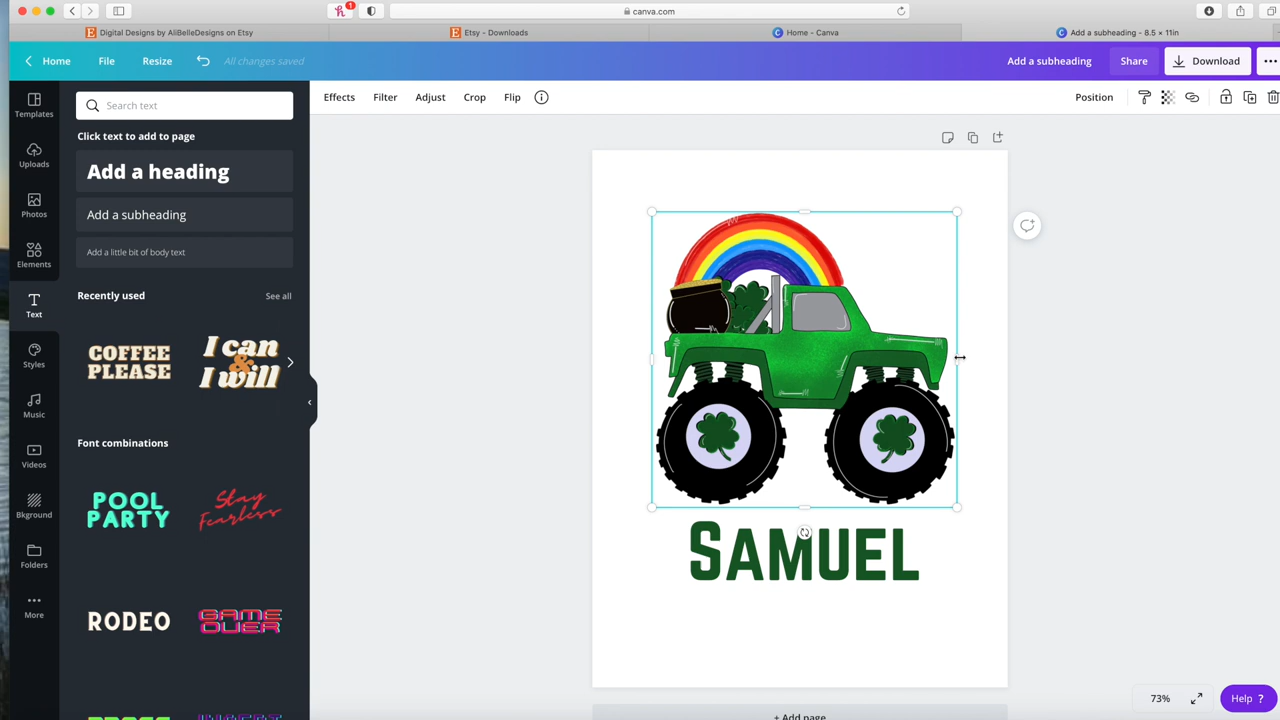 1
canva.com
Digital Designs by AliBelleDesigns on Etsy
Etsy - Downloads
Home - Canva
Add a subheading - 8.5 × 11in
Home
File
Resize
All changes saved
Add a subheading
Share
Download
Templates
Uploads
Photos
Elements
Text
Styles
Music
Videos
Bkground
Folders
More
Search text
Click text to add to page
Add a heading
Add a subheading
Add a little bit of body text
Recently used
See all
COFFEE
PLEASE
I can
&
I will
Font combinations
POOL
PARTY
Stay
Fearless
RODEO
GAME
OVER
Effects
Filter
Adjust
Crop
Flip
Position
SAMUEL
+ Add page
73%
Help ?